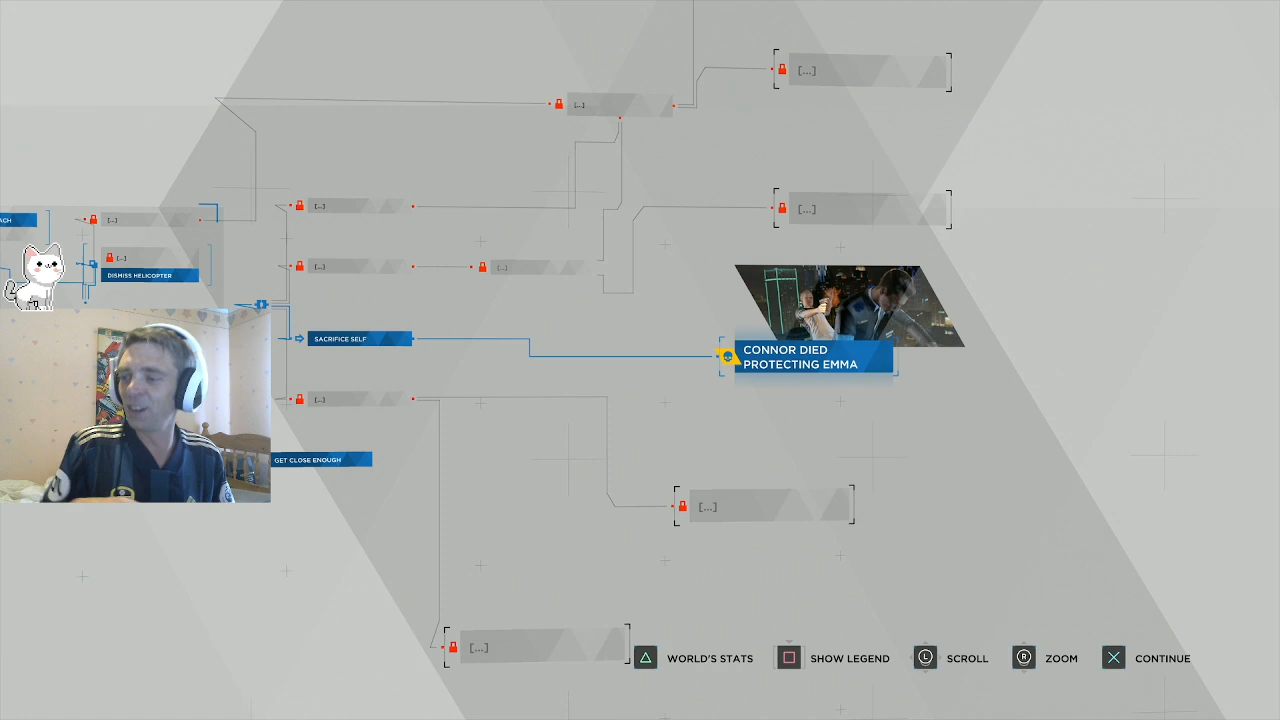 [...]
[...]
[...]
[...]
ACH
[...]
[...]
DISMISS HELICOPTER
[...]
[...]
SACRIFICE SELF
CONNOR DIED
PROTECTING EMMA
[...]
GET CLOSE ENOUGH
[...]
[...]
WORLD'S STATS
SHOW LEGEND
L
SCROLL
R
ZOOM
CONTINUE